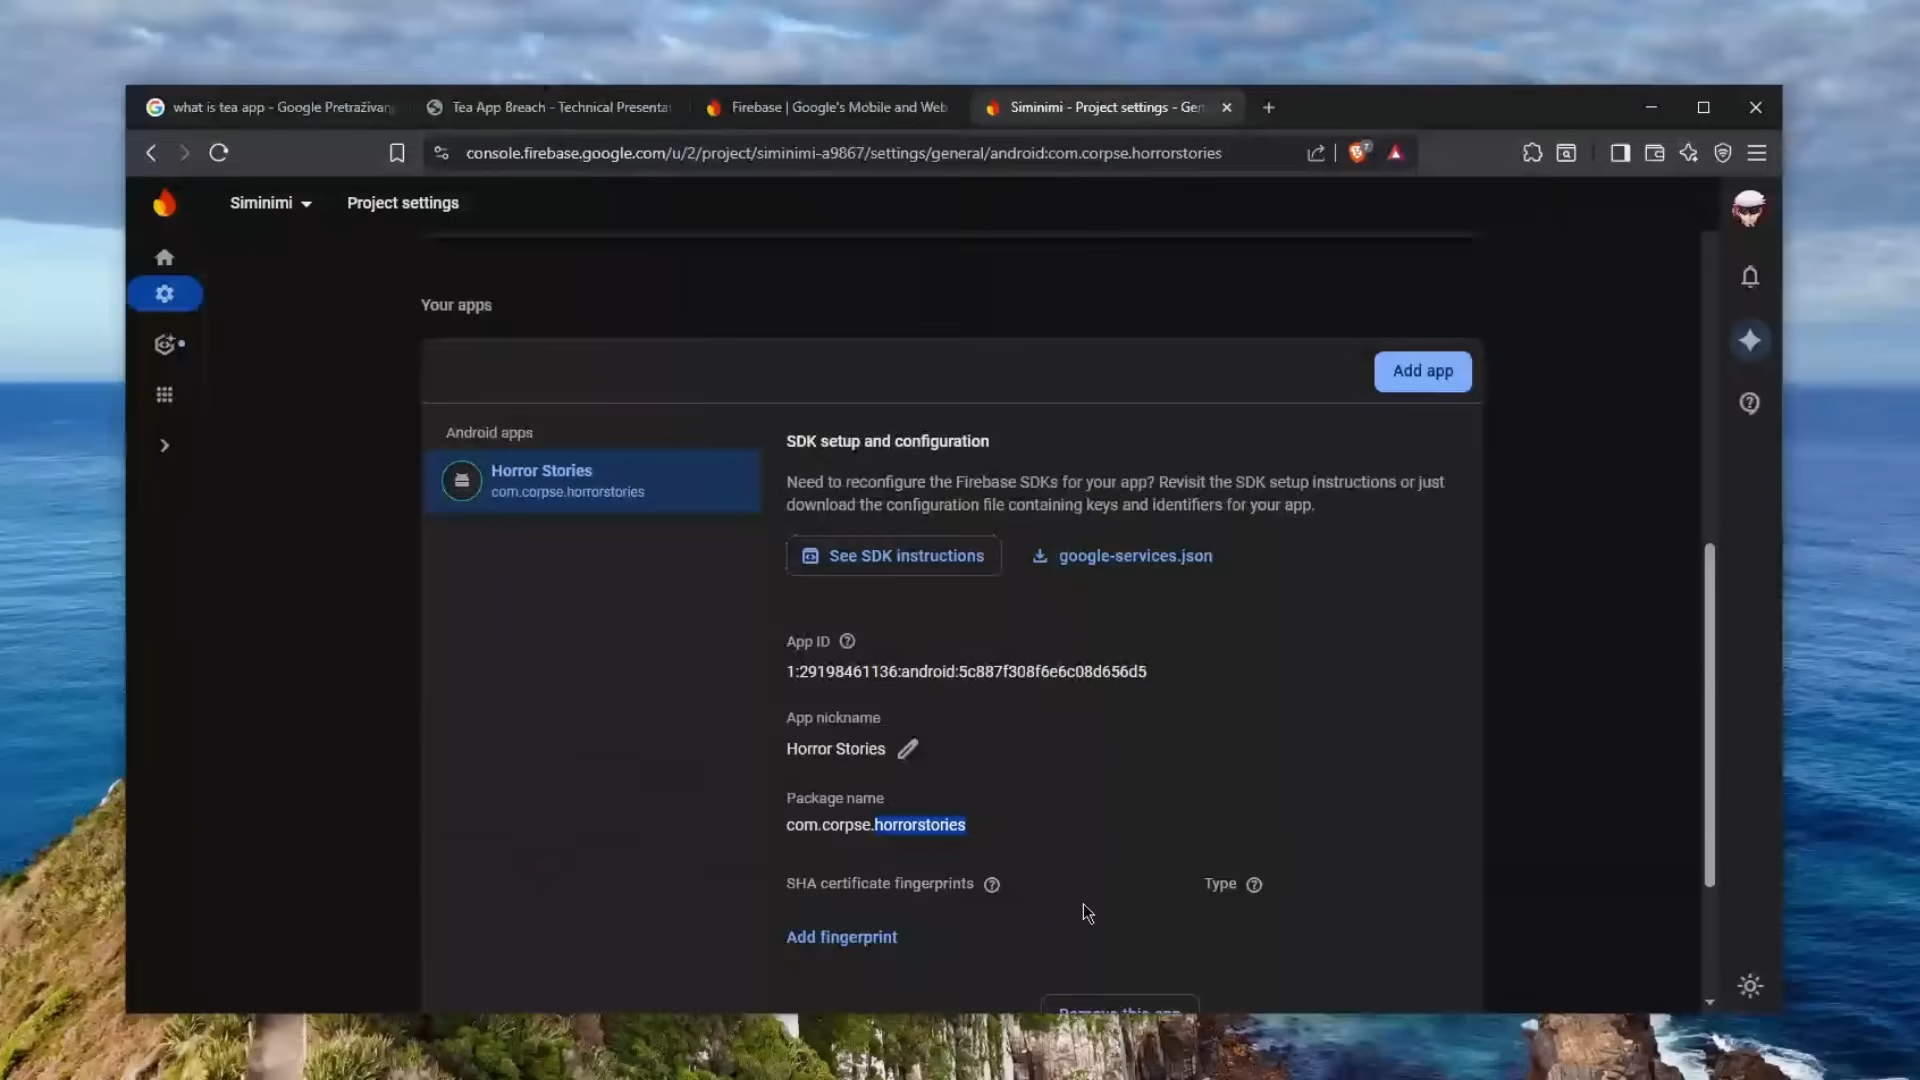 what is tea app - Google Pretraživan
Tea App Breach - Technical Presenta
Firebase | Google's Mobile and Web
Siminimi - Project settings - Gen
console.firebase.google.com/u/2/project/siminimi-a9867/settings/general/android:com.corpse.horrorstories
Siminimi
Project settings
Your apps
Add app
Android apps
Horror Stories
com.corpse.horrorstories
SDK setup and configuration
Need to reconfigure the Firebase SDKs for your app? Revisit the SDK setup instructions or just
download the configuration file containing keys and identifiers for your app.
See SDK instructions
google-services.json
App ID
1:29198461136:android:5c887f308f6e6c08d656d5
App nickname
Horror Stories
Package name
com.corpse.horrorstories
SHA certificate fingerprints
Type
Add fingerprint
Remove this app